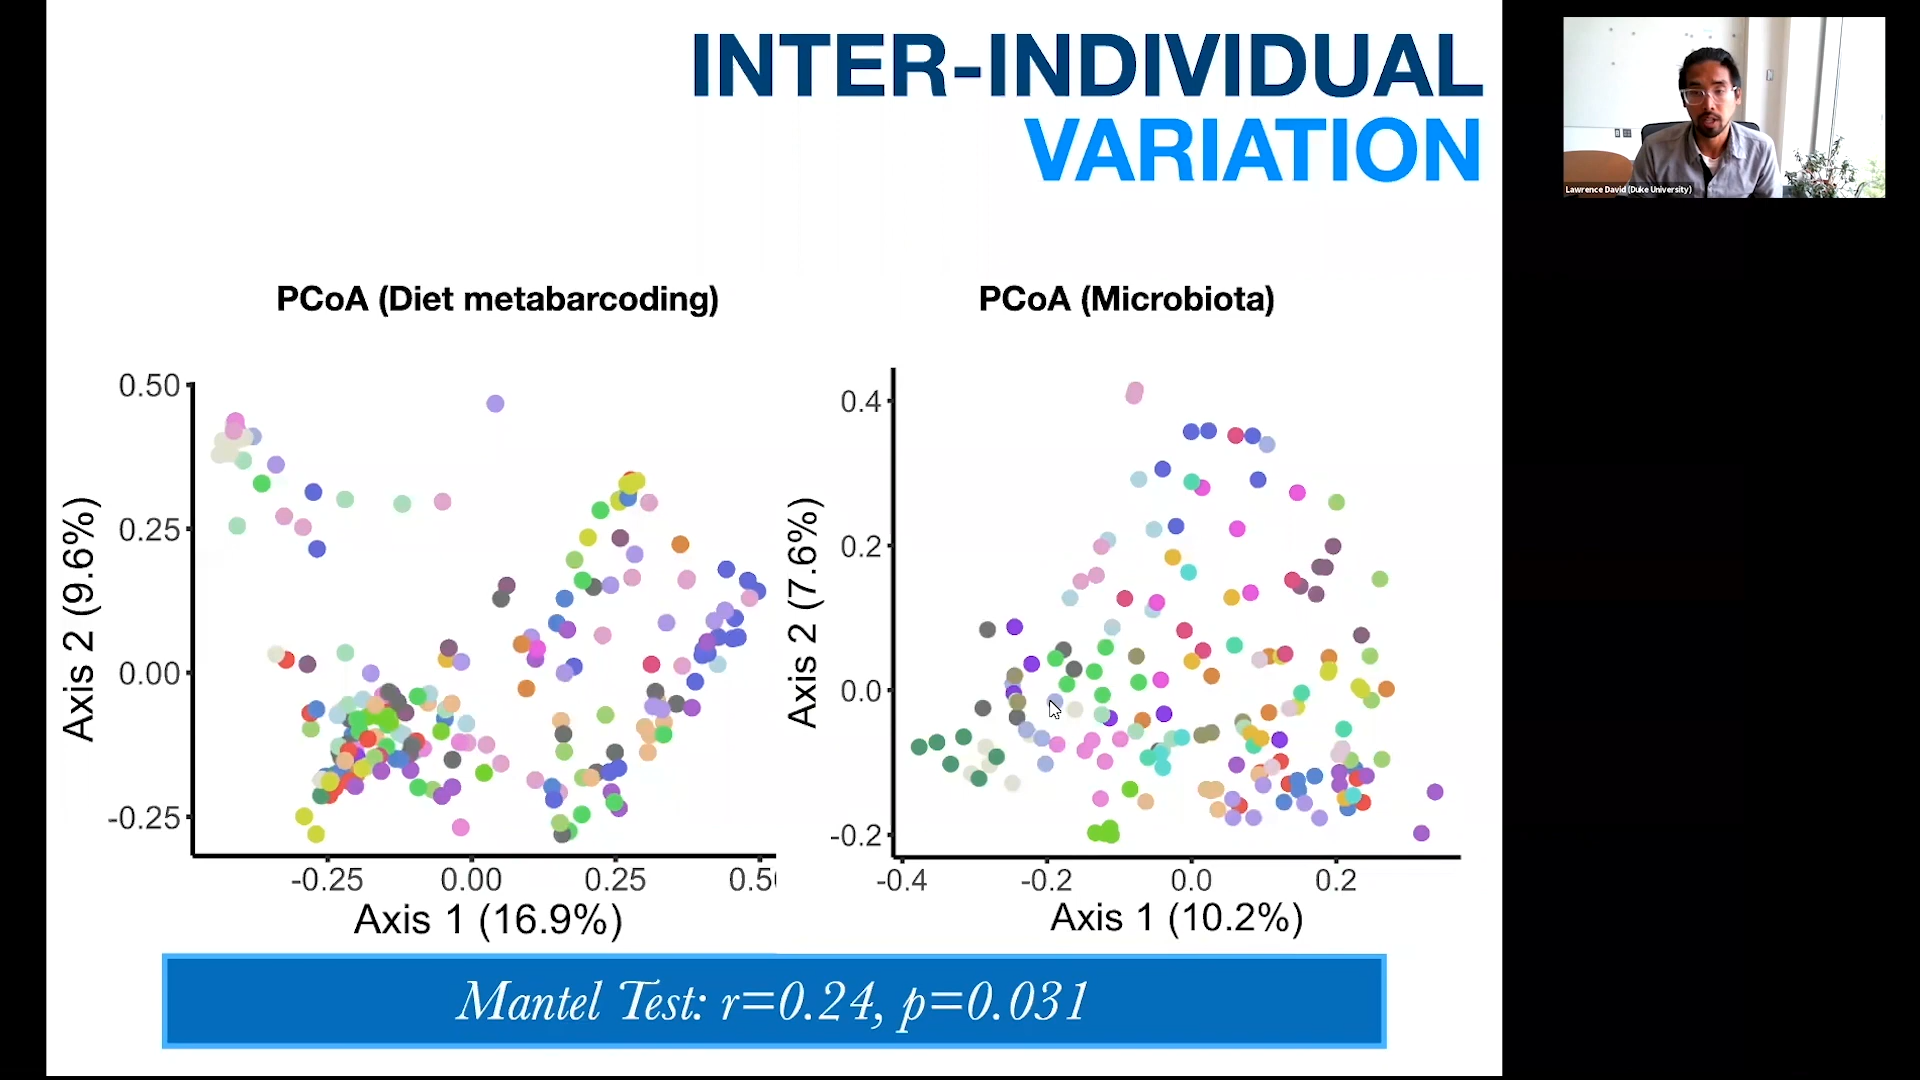 INTER-INDIVIDUAL
VARIATION
Lawrence David (Duke University)
PCoA (Diet metabarcoding)
0.50
0.25
0.00
-0.25
Axis 2 (9.6%)
-0.25 0.00 0.25 0.5
Axis 1 (16.9%)
PCoA (Microbiota)
0.4
0.2
0.0
-0.2
Axis 2 (7.6%)
-0.4 -0.2 0.0 0.2
Axis 1 (10.2%)
Mantel Test: r=0.24, p=0.031